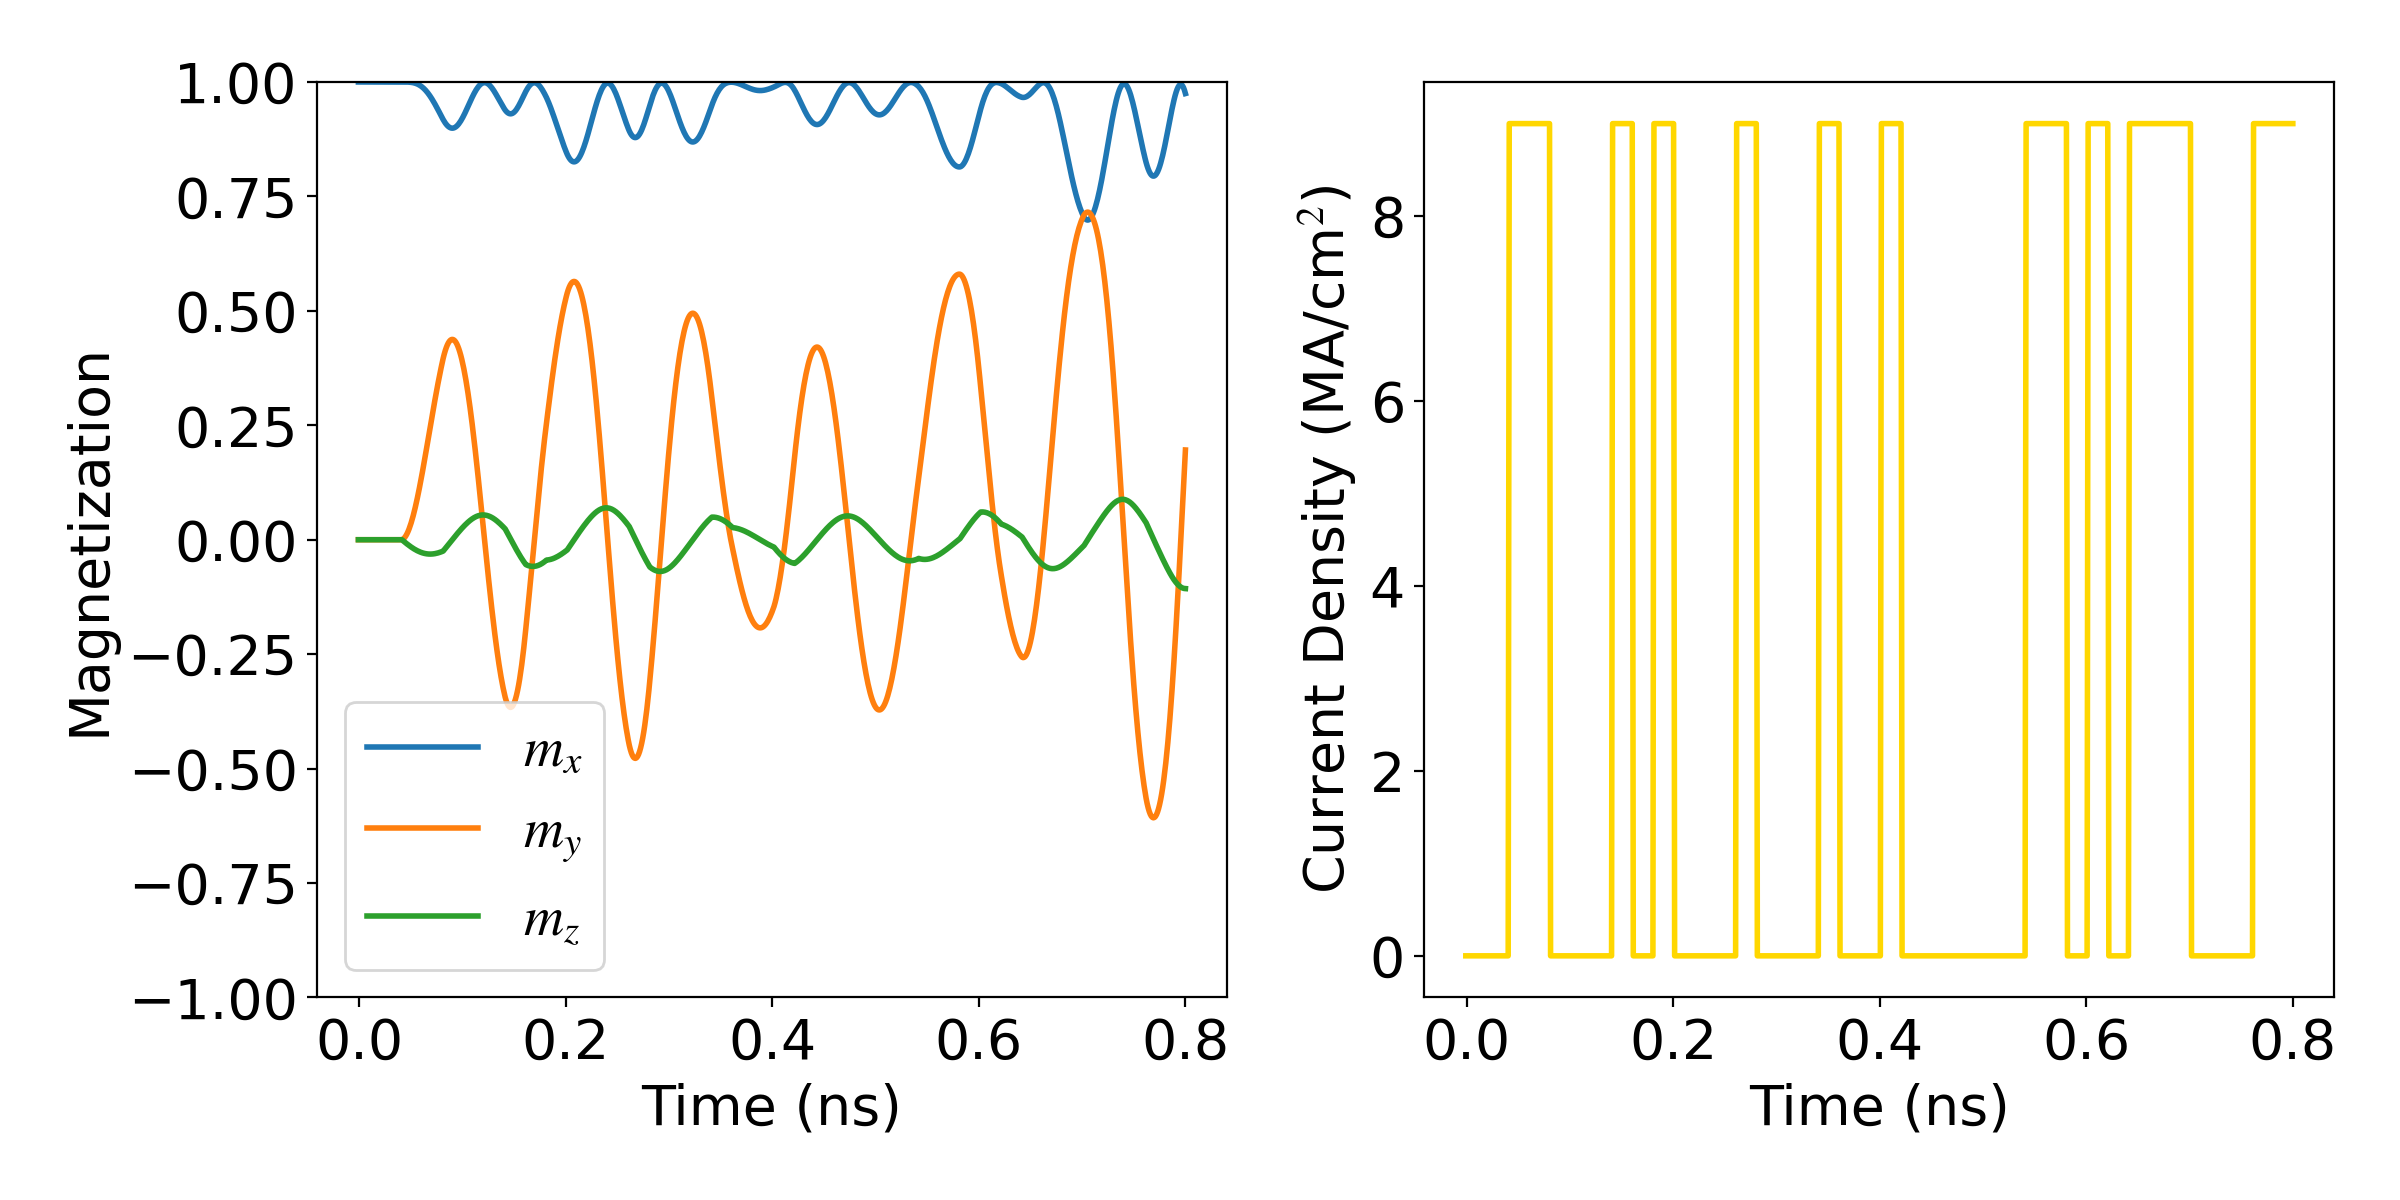 1.00
0.75
0.50
0.25
0.00
−0.25
−0.50
−0.75
−1.00
Magnetization
m_x
m_y
m_z
0.0 0.2 0.4 0.6 0.8
Time (ns)
8
6
4
2
0
Current Density (MA/cm²)
0.0 0.2 0.4 0.6 0.8
Time (ns)